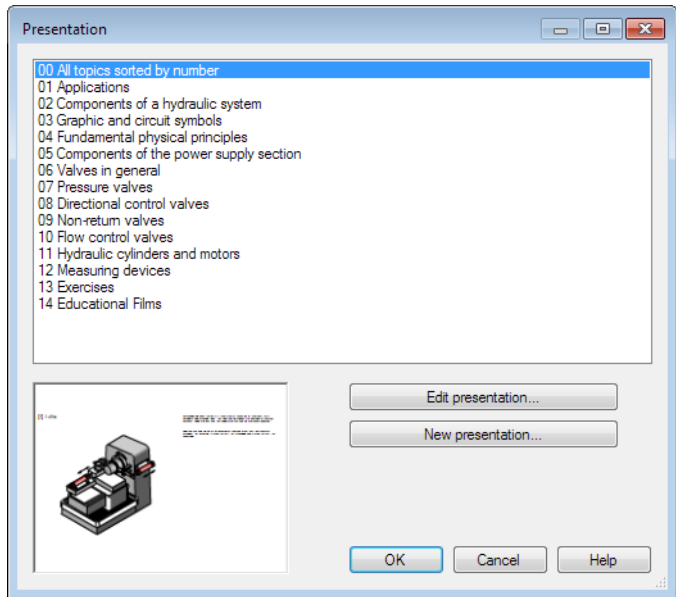 Presentation
00 All topics sorted by number
01 Applications
02 Components of a hydraulic system
03 Graphic and circuit symbols
04 Fundamental physical principles
05 Components of the power supply section
06 Valves in general
07 Pressure valves
08 Directional control valves
09 Non-return valves
10 Flow control valves
11 Hydraulic cylinders and motors
12 Measuring devices
13 Exercises
14 Educational Films
Edit presentation...
New presentation...
OK
Cancel
Help